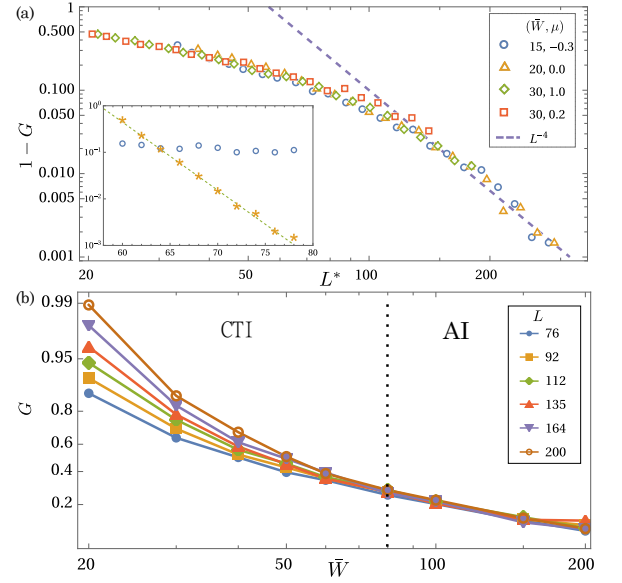 (a)
1
0.500
0.100
0.050
0.010
0.005
0.001
1 − G
(W̄, μ)
15, −0.3
20, 0.0
30, 1.0
30, 0.2
L⁻⁴
10⁰
10⁻¹
10⁻²
10⁻³
60 65 70 75 80
20 50 100 200
L*
(b)
0.99
0.95
0.8
0.6
0.4
0.2
G
CTI
AI
L
76
92
112
135
164
200
20 50 100 200
W̄